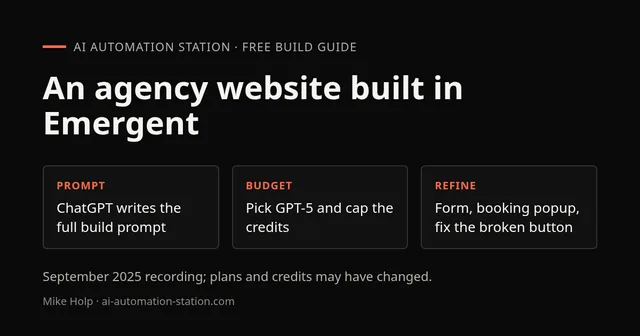 AI AUTOMATION STATION · FREE BUILD GUIDE
An agency website built in
Emergent
PROMPT
ChatGPT writes the
full build prompt
BUDGET
Pick GPT-5 and cap the
credits
REFINE
Form, booking popup,
fix the broken button
September 2025 recording; plans and credits may have changed.
Mike Holp · ai-automation-station.com